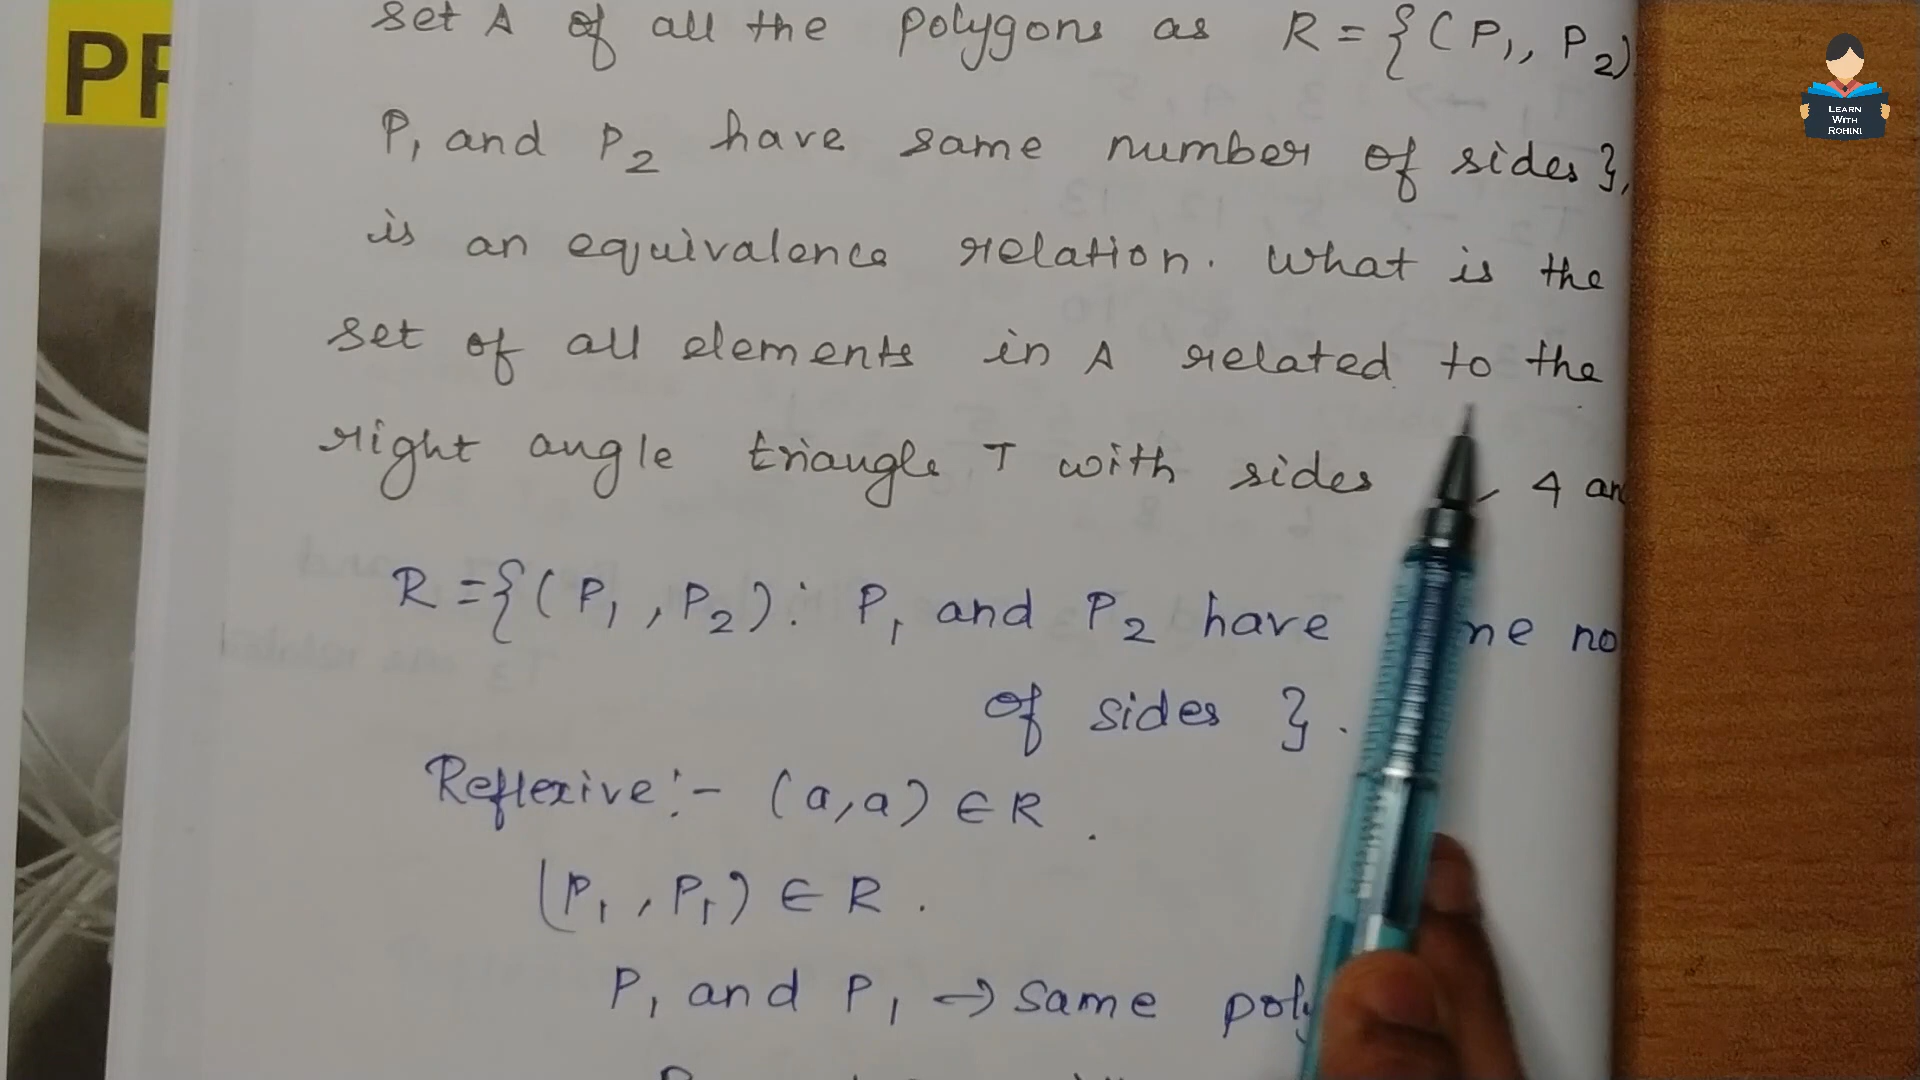 PR
set A of all the polygons as R = {(P1, P2)
P1 and P2 have same number of sides},
is an equivalence relation. What is the
set of all elements in A related to the
right angle triangle T with sides , 4 an
R = {(P1, P2): P1 and P2 have no
of sides }.
Reflexive:- (a,a) ∈ R .
(P1, P1) ∈ R .
P1 and P1 → same poly
LEARN
WITH
ROHINI